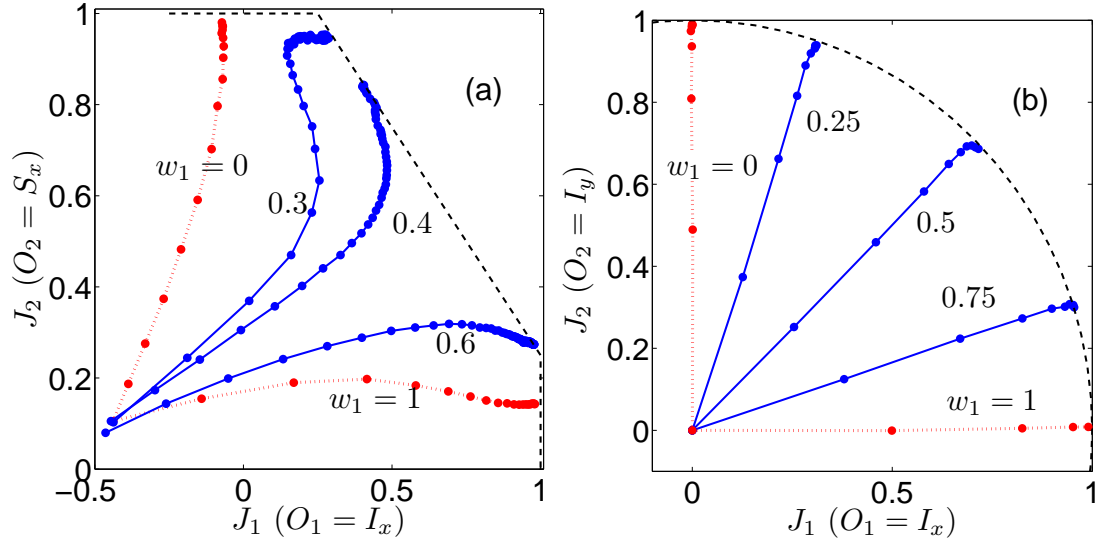 1
0.8
0.6
0.4
0.2
0
−0.5
0
0.5
1
J₂ (O₂ = Sₓ)
J₁ (O₁ = Iₓ)
(a)
w₁ = 0
0.3
0.4
0.6
w₁ = 1
1
0.8
0.6
0.4
0.2
0
0
0.5
1
J₂ (O₂ = I_y)
J₁ (O₁ = Iₓ)
(b)
0.25
w₁ = 0
0.5
0.75
w₁ = 1